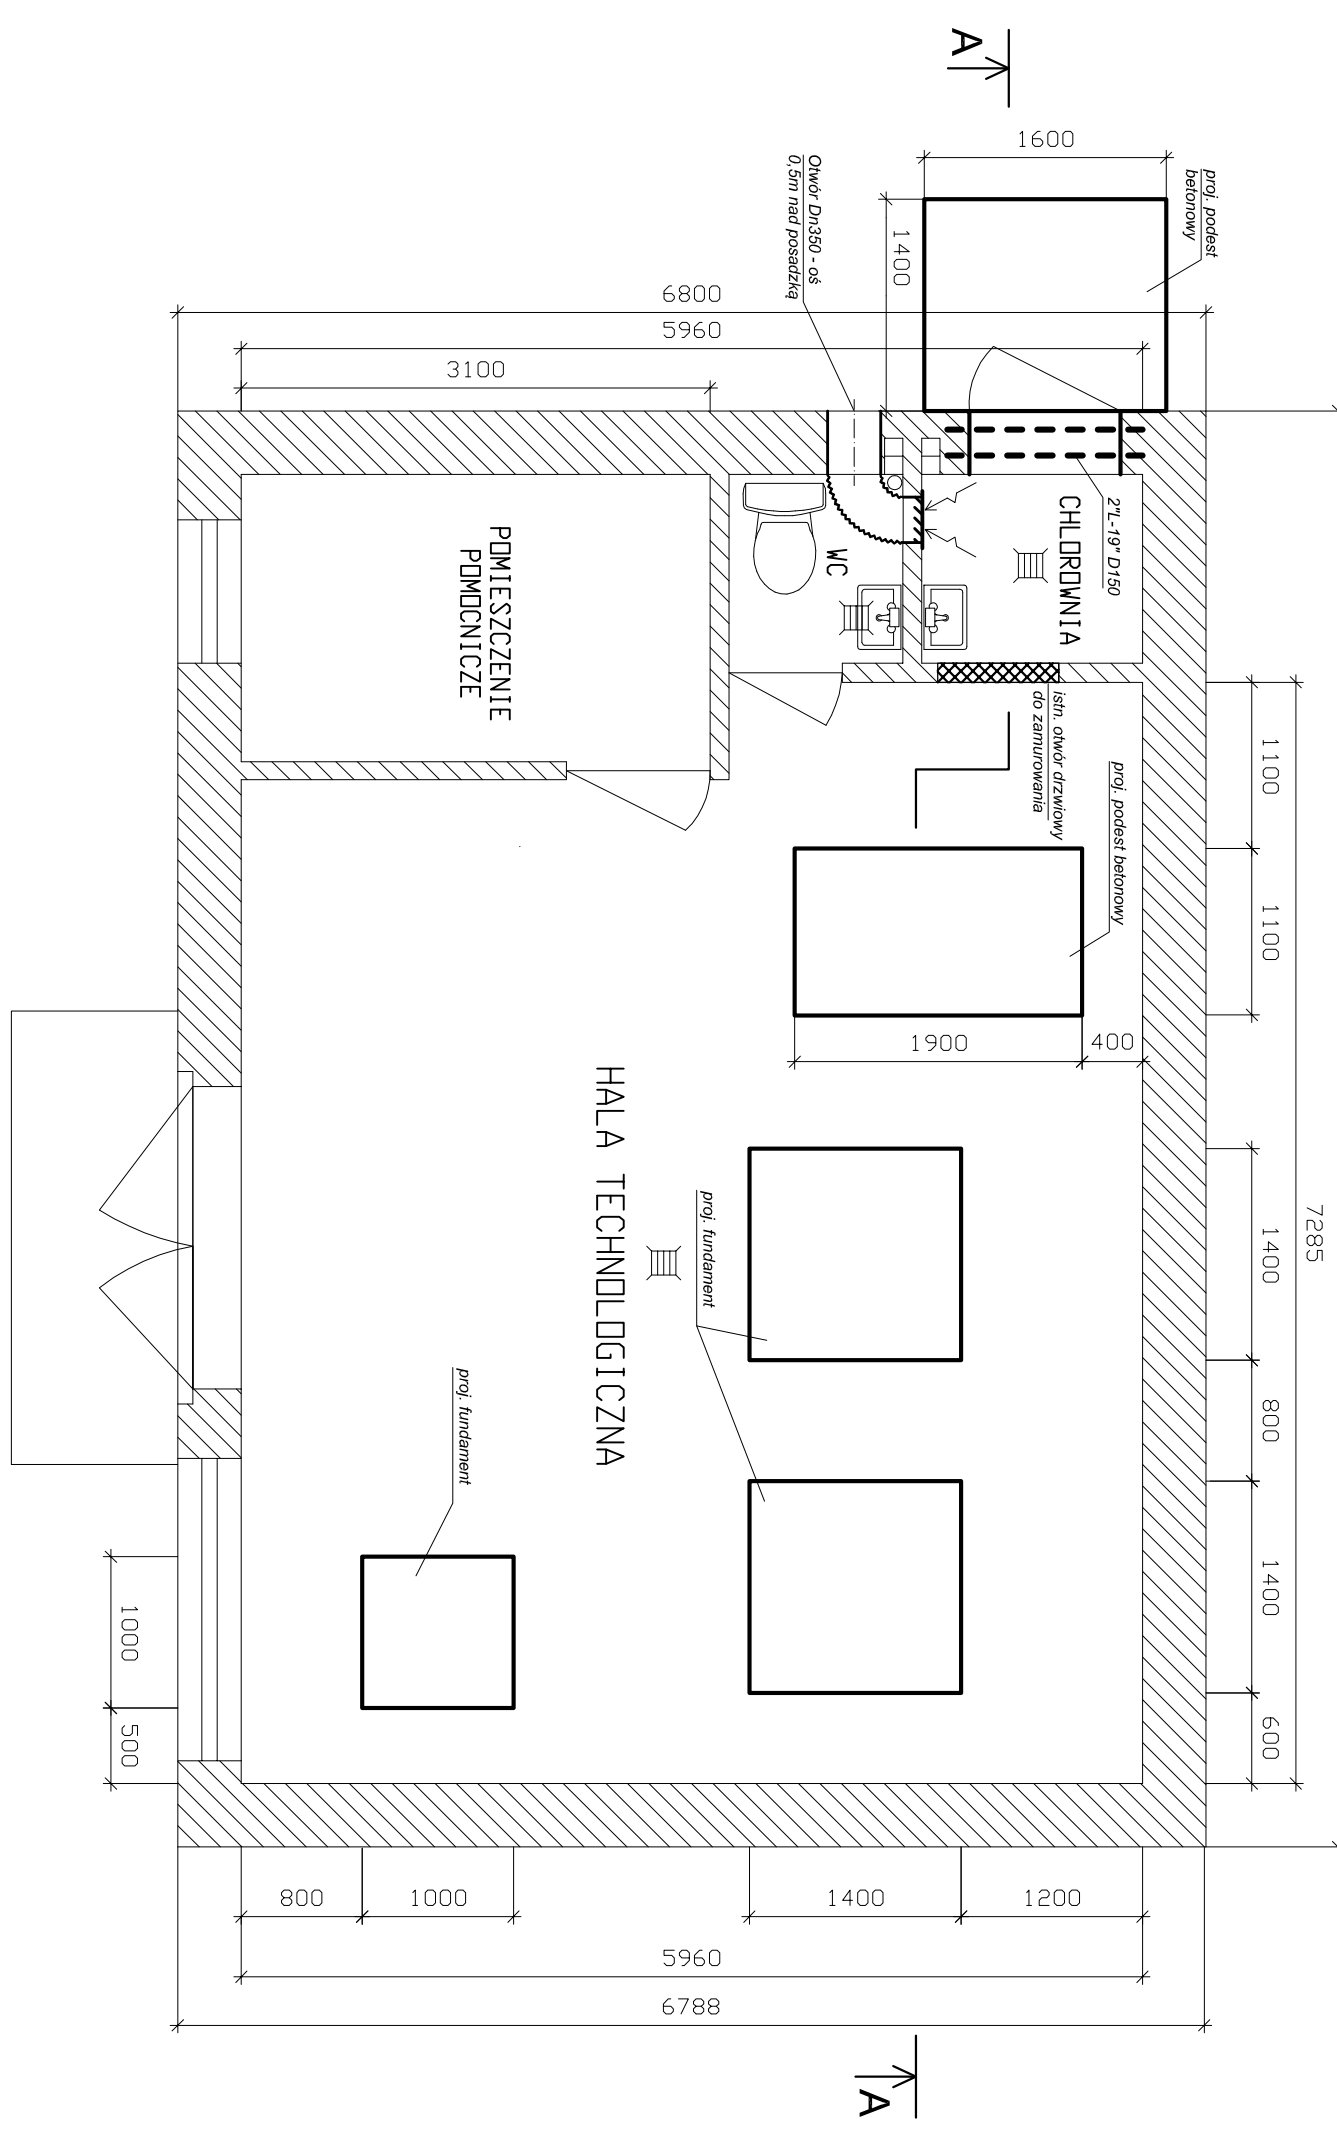 A
1600
proj. podest
betonowy
Otwór Dn350 - oś
0,5m nad posadzką
1400
6800
5960
3100
2"L-19" D150
CHLOROWNIA
WC
POMIESZCZENIE
POMOCNICZE
istn. otwór drzwiowy
do zamurowania
proj. podest betonowy
1100
1100
7285
1400
800
1400
600
1900
400
HALA TECHNOLOGICZNA
proj. fundament
proj. fundament
1000
500
800
1000
1400
1200
5960
6788
A